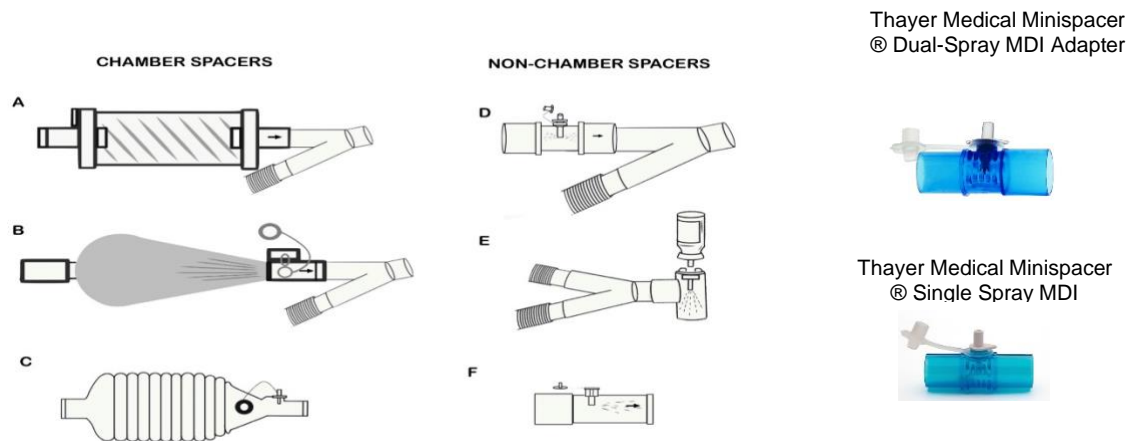 CHAMBER SPACERS
A
B
C
NON-CHAMBER SPACERS
D
E
F
Thayer Medical Minispacer
® Dual-Spray MDI Adapter
Thayer Medical Minispacer
® Single Spray MDI